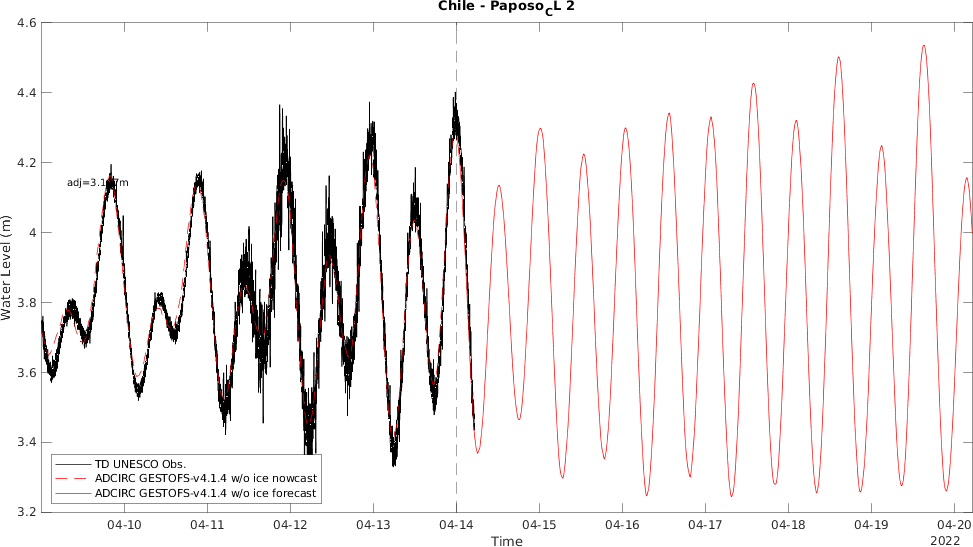 Chile - Paposo_CL 2
4.6
4.4
4.2
4
3.8
3.6
3.4
3.2
Water Level (m)
TD UNESCO Obs.
ADCIRC GESTOFS-v4.1.4 w/o ice nowcast
ADCIRC GESTOFS-v4.1.4 w/o ice forecast
04-10 04-11 04-12 04-13 04-14 04-15 04-16 04-17 04-18 04-19 04-20
Time
2022